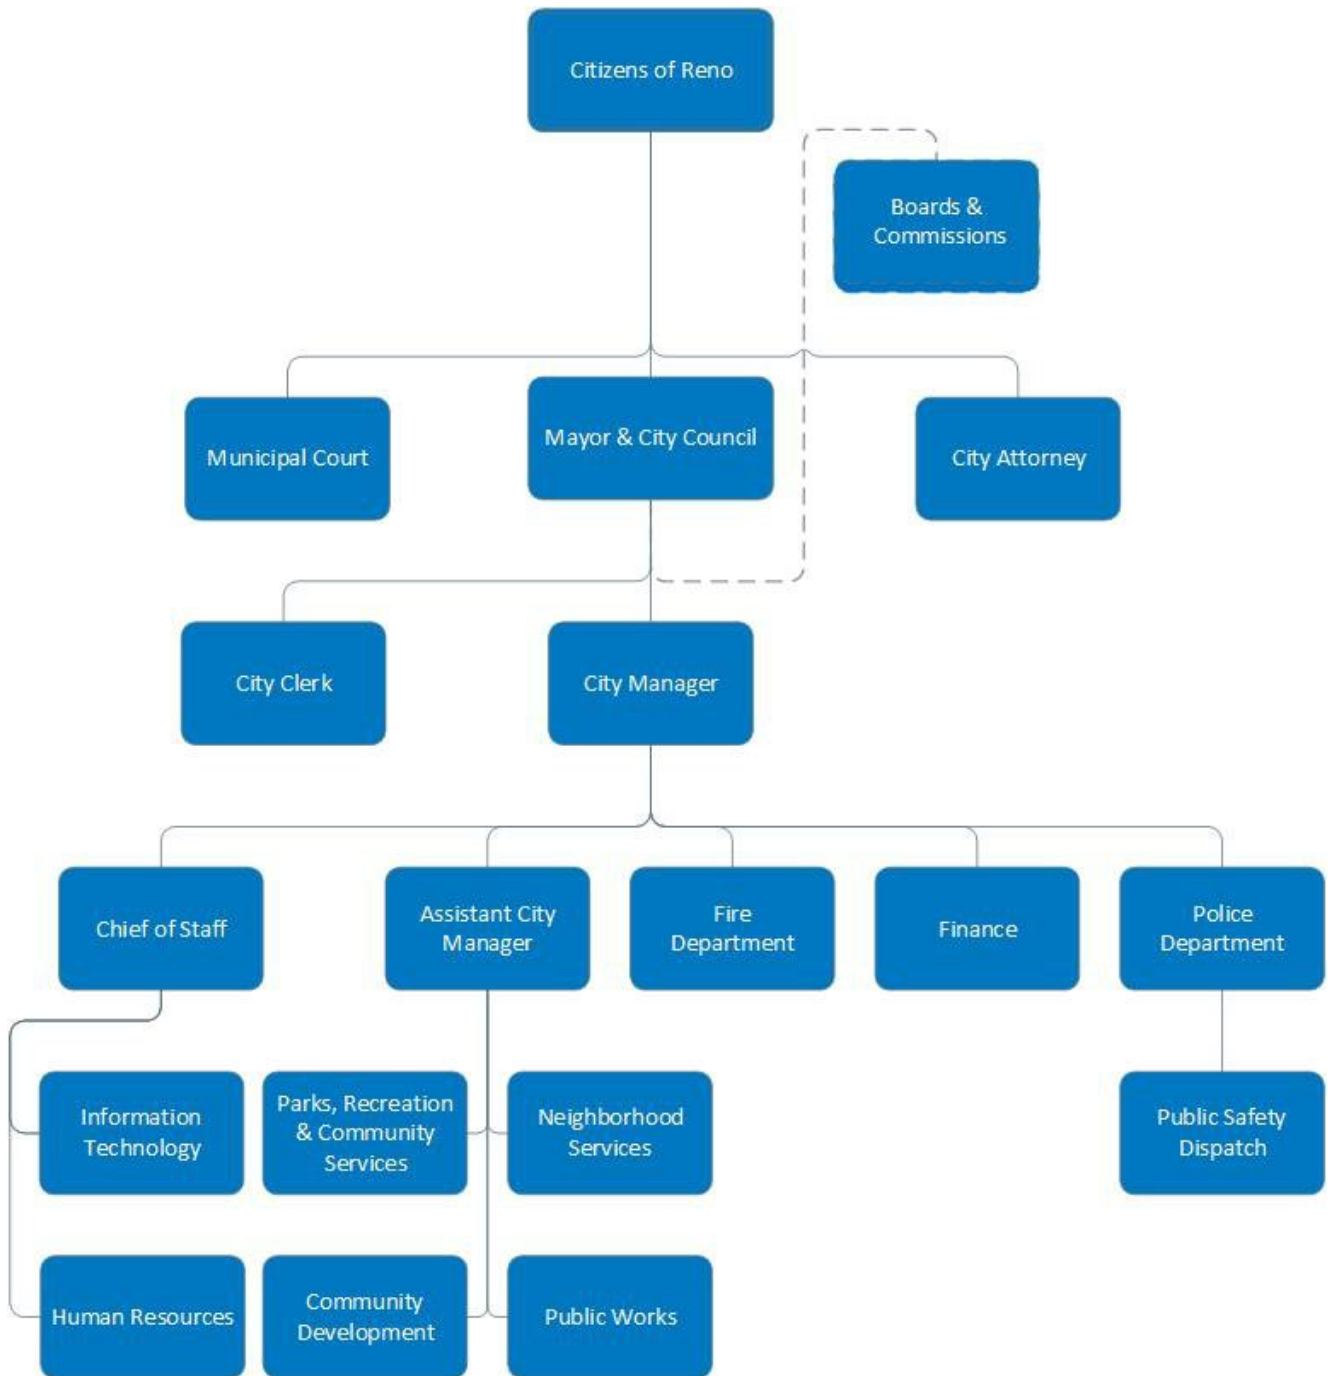 Citizens of Reno
Boards &
Commissions
Municipal Court
Mayor & City Council
City Attorney
City Clerk
City Manager
Chief of Staff
Assistant City
Manager
Fire
Department
Finance
Police
Department
Information
Technology
Parks, Recreation
& Community
Services
Neighborhood
Services
Public Safety
Dispatch
Human Resources
Community
Development
Public Works